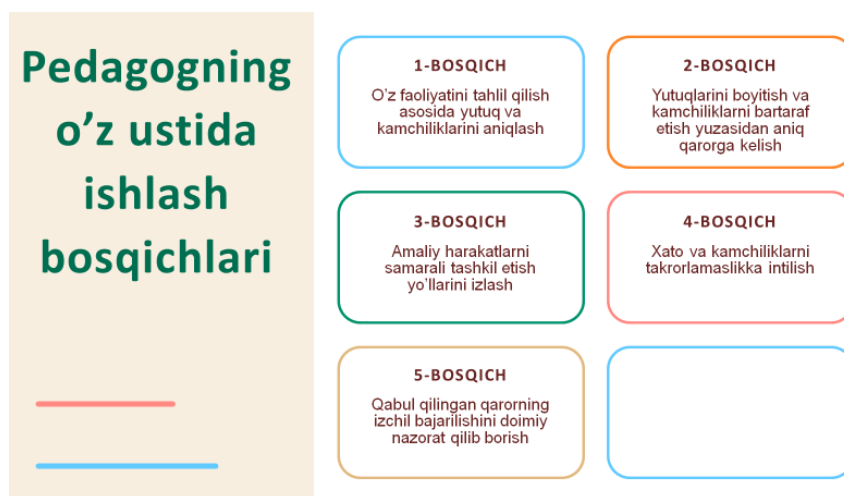 Pedagogning
o’z ustida
ishlash
bosqichlari
1-BOSQICH
O’z faoliyatini tahlil qilish
asosida yutuq va
kamchiliklarini aniqlash
2-BOSQICH
Yutuqlarini boyitish va
kamchiliklarni bartaraf
etish yuzasidan aniq
qarorga kelish
3-BOSQICH
Amaliy harakatlarni
samarali tashkil etish
yo’llarini izlash
4-BOSQICH
Xato va kamchiliklarni
takrorlamaslikka intilish
5-BOSQICH
Qabul qilingan qarorning
izchil bajarilishini doimiy
nazorat qilib borish